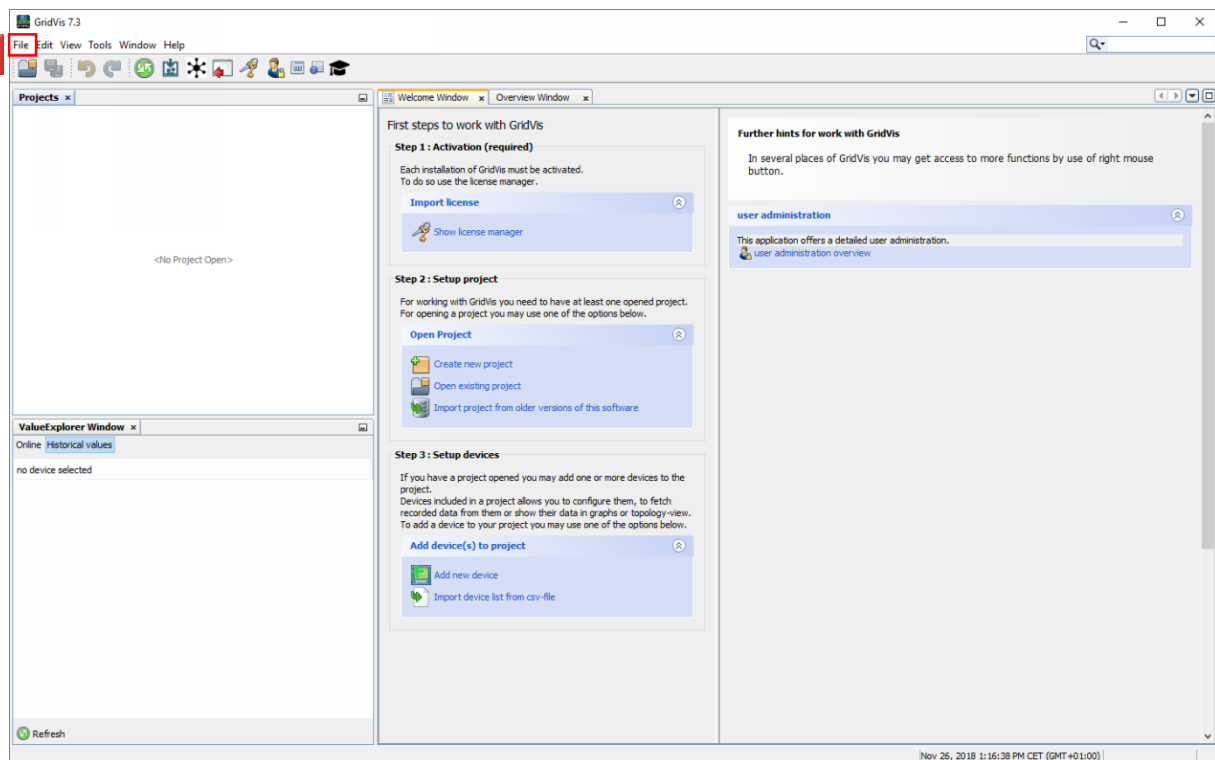 GridVis 7.3
File Edit View Tools Window Help
Projects
<No Project Open>
ValueExplorer Window
Online Historical values
no device selected
Refresh
Welcome Window Overview Window
First steps to work with GridVis
Step 1 : Activation (required)
Each installation of GridVis must be activated.
To do so use the license manager.
Import license
Show license manager
Step 2 : Setup project
For working with GridVis you need to have at least one opened project.
For opening a project you may use one of the options below.
Open Project
Create new project
Open existing project
Import project from older versions of this software
Step 3 : Setup devices
If you have a project opened you may add one or more devices to the
project.
Devices included in a project allows you to configure them, to fetch
recorded data from them or show their data in graphs or topology-view.
To add a device to your project you may use one of the options below.
Add device(s) to project
Add new device
Import device list from csv-file
Further hints for work with GridVis
In several places of GridVis you may get access to more functions by use of right mouse
button.
user administration
This application offers a detailed user administration.
user administration overview
Nov 26, 2018 1:16:38 PM CET (GMT+01:00)